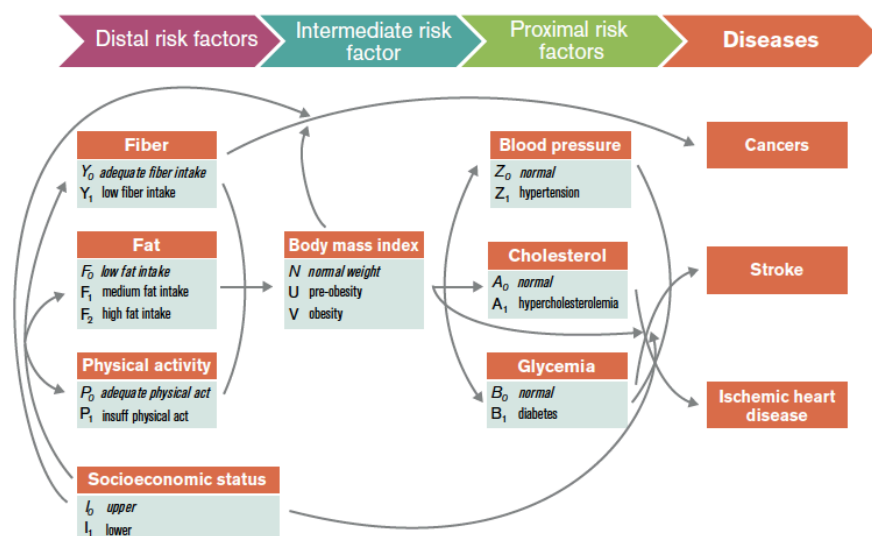 Distal risk factors
Intermediate risk
factor
Proximal risk
factors
Diseases
Fiber
Y0 adequate fiber intake
Y1 low fiber intake
Fat
F0 low fat intake
F1 medium fat intake
F2 high fat intake
Physical activity
P0 adequate physical act
P1 insuff physical act
Socioeconomic status
I0 upper
I1 lower
Body mass index
N normal weight
U pre-obesity
V obesity
Blood pressure
Z0 normal
Z1 hypertension
Cholesterol
A0 normal
A1 hypercholesterolemia
Glycemia
B0 normal
B1 diabetes
Cancers
Stroke
Ischemic heart
disease